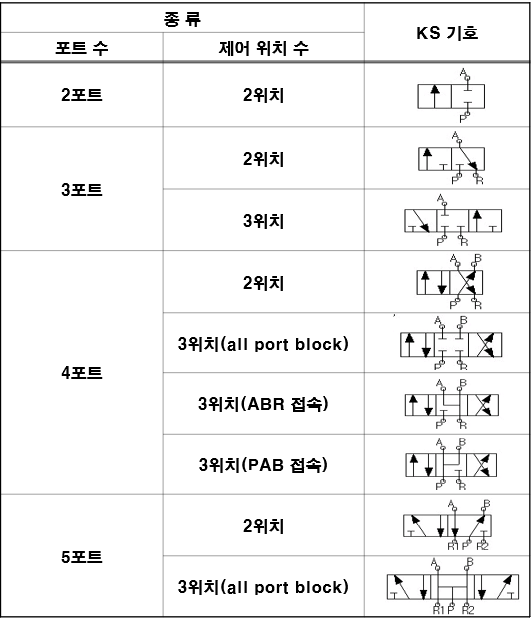 종 류
KS 기호
포트 수
제어 위치 수
2포트
2위치
A
P
3포트
2위치
A
P R
3위치
A
P R
4포트
2위치
A B
P R
3위치(all port block)
A B
P R
3위치(ABR 접속)
A B
P R
3위치(PAB 접속)
A B
P R
5포트
2위치
A B
R1 P R2
3위치(all port block)
A B
R1 P R2